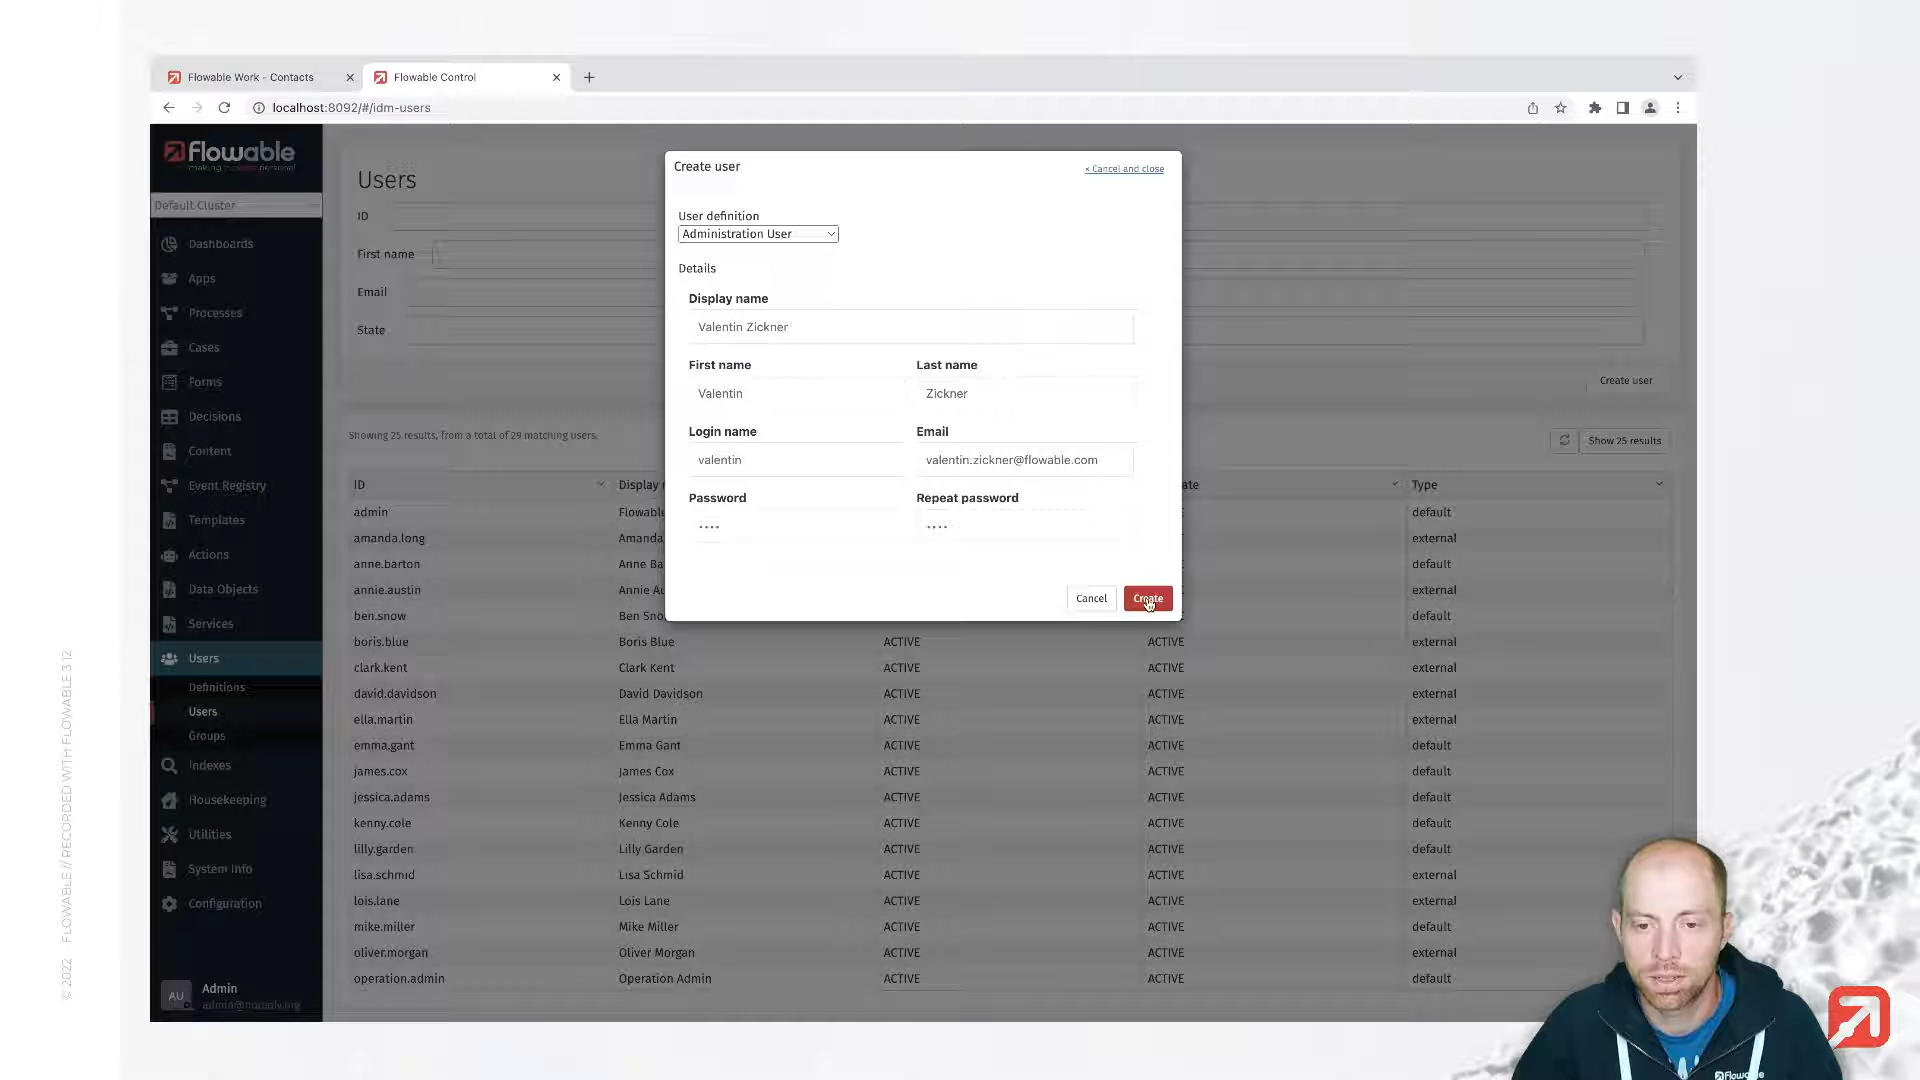 Flowable Work - Contacts
Flowable Control
localhost:8092/#/idm-users
Flowable
making business personal
Default Cluster
Dashboards
Apps
Processes
Cases
Forms
Decisions
Content
Event Registry
Templates
Actions
Data Objects
Services
Users
Definitions
Users
Groups
Indexes
Housekeeping
Utilities
System Info
Configuration
AU
Admin
admin@noreply.org
Users
ID
First name
Email
State
Create user
Showing 25 results, from a total of 29 matching users.
Show 25 results
ID Display ate Type
admin Flowable default
amanda.long Amanda external
anne.barton Anne Ba default
annie.austin Annie Au external
ben.snow Ben Sno default
boris.blue Boris Blue ACTIVE ACTIVE external
clark.kent Clark Kent ACTIVE ACTIVE external
david.davidson David Davidson ACTIVE ACTIVE external
ella.martin Ella Martin ACTIVE ACTIVE external
emma.gant Emma Gant ACTIVE ACTIVE default
james.cox James Cox ACTIVE ACTIVE default
jessica.adams Jessica Adams ACTIVE ACTIVE default
kenny.cole Kenny Cole ACTIVE ACTIVE default
lilly.garden Lilly Garden ACTIVE ACTIVE default
lisa.schmid Lisa Schmid ACTIVE ACTIVE external
lois.lane Lois Lane ACTIVE ACTIVE external
mike.miller Mike Miller ACTIVE ACTIVE default
oliver.morgan Oliver Morgan ACTIVE ACTIVE external
operation.admin Operation Admin ACTIVE ACTIVE default
Create user
× Cancel and close
User definition
Administration User
Details
Display name
Valentin Zickner
First name Last name
Valentin Zickner
Login name Email
valentin valentin.zickner@flowable.com
Password Repeat password
•••• ••••
Cancel Create
© 2022 FLOWABLE // RECORDED WITH FLOWABLE 3.12